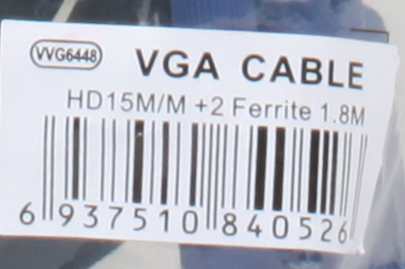 VVG6448
VGA CABLE
HD15M/M +2 Ferrite 1.8M
6 937510 840526